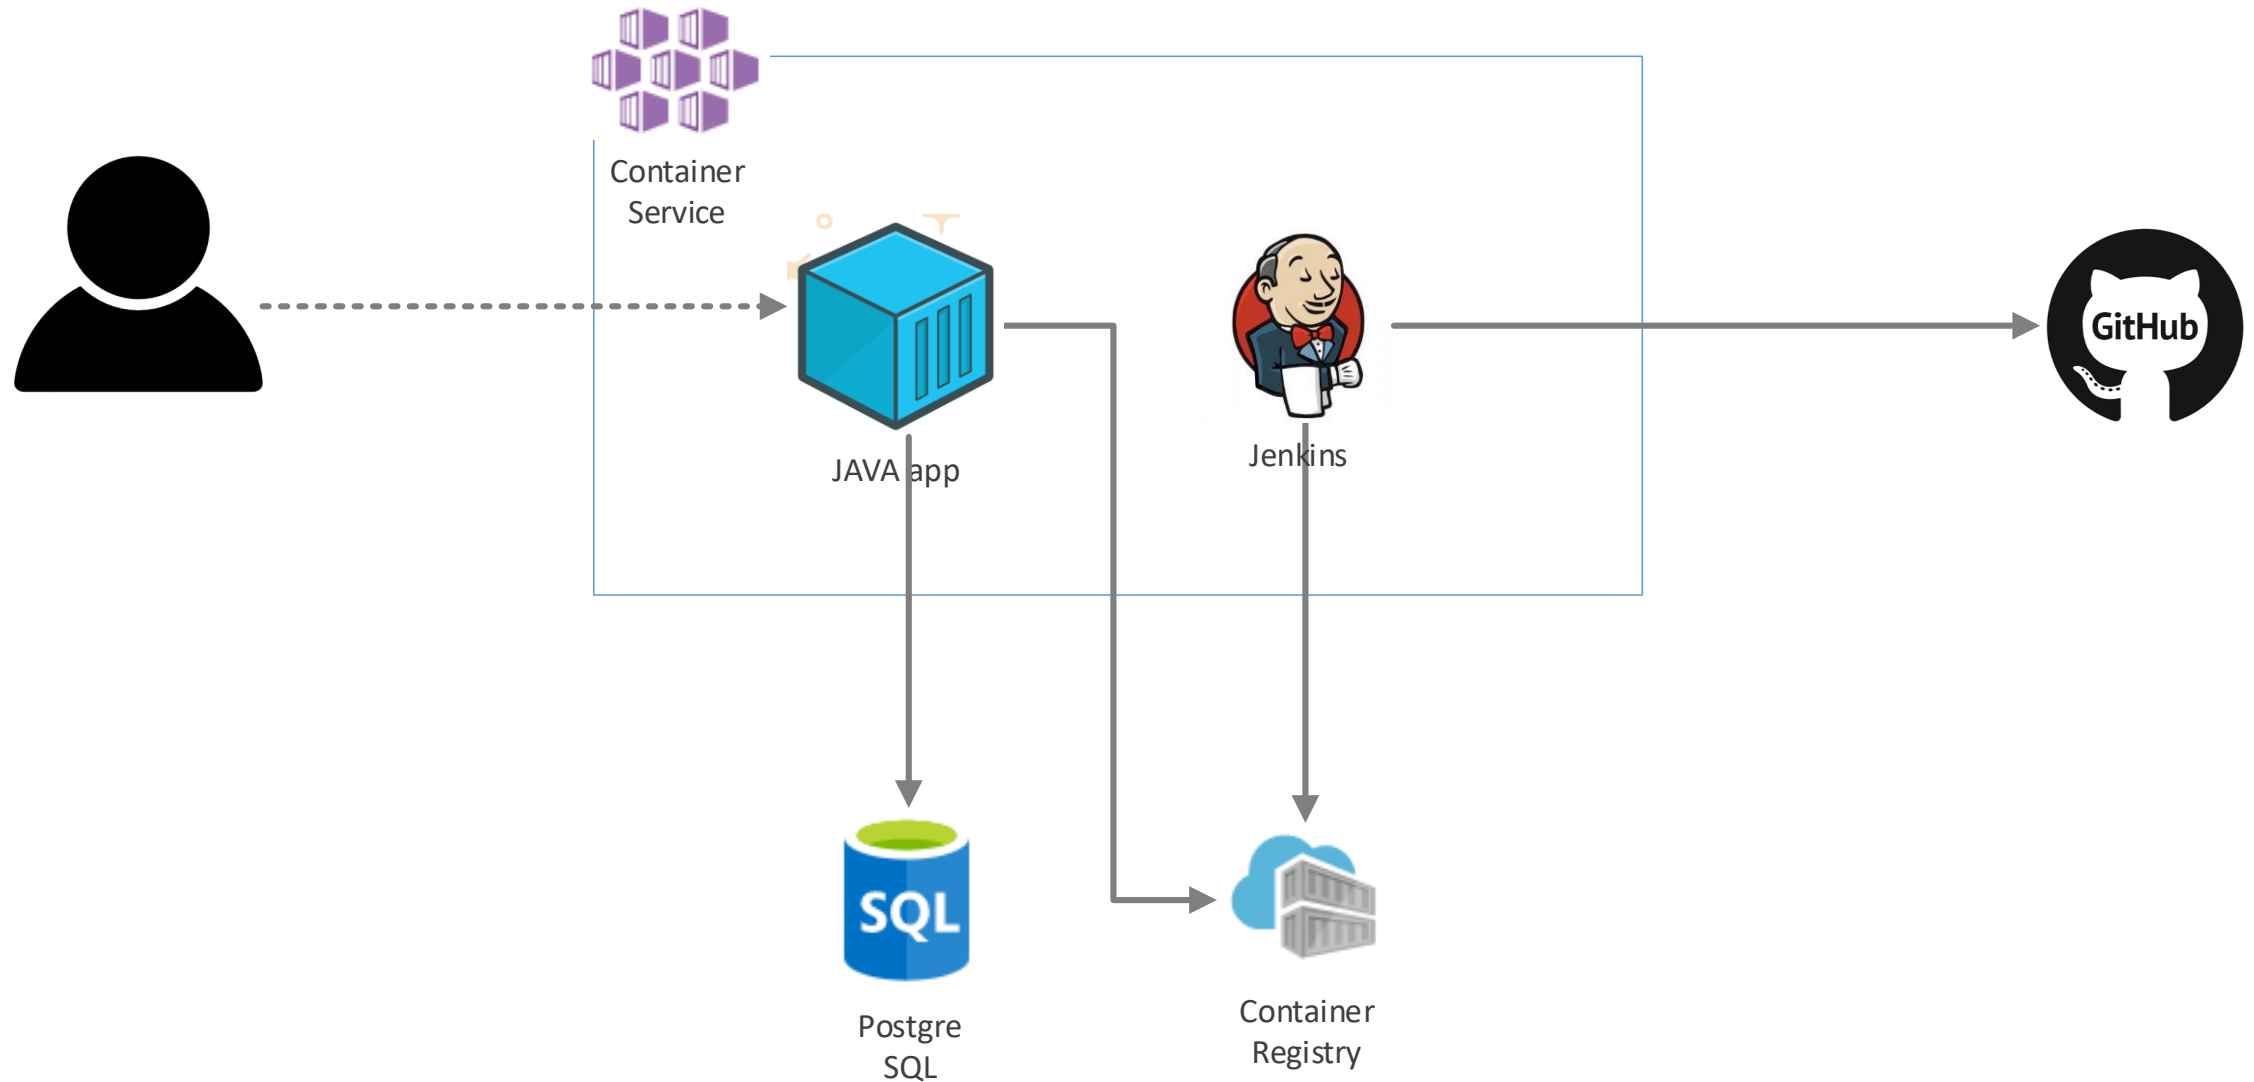 Container
Service
GitHub
JAVA app
Jenkins
SQL
Postgre
SQL
Container
Registry